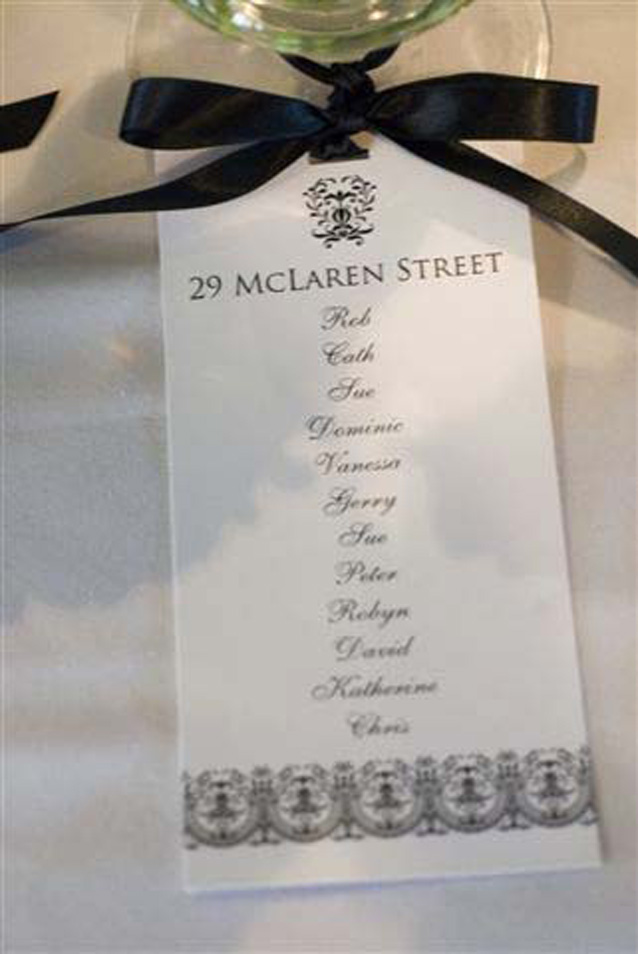 29 McLaren Street
Rob
Cath
Sue
Dominic
Vanessa
Gerry
Sue
Peter
Robyn
David
Katherine
Chris